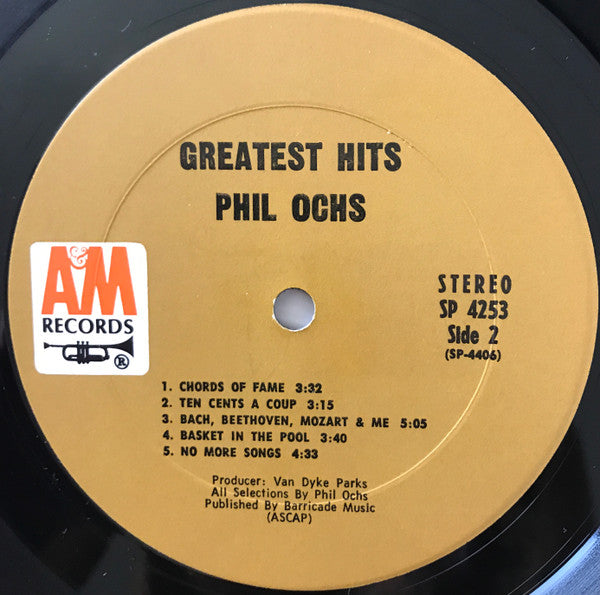 GREATEST HITS
PHIL OCHS
A&M
RECORDS
®
STEREO
SP 4253
Side 2
(SP-4406)
1. CHORDS OF FAME 3:32
2. TEN CENTS A COUP 3:15
3. BACH, BEETHOVEN, MOZART & ME 5:05
4. BASKET IN THE POOL 3:40
5. NO MORE SONGS 4:33
Producer: Van Dyke Parks
All Selections By Phil Ochs
Published By Barricade Music
(ASCAP)